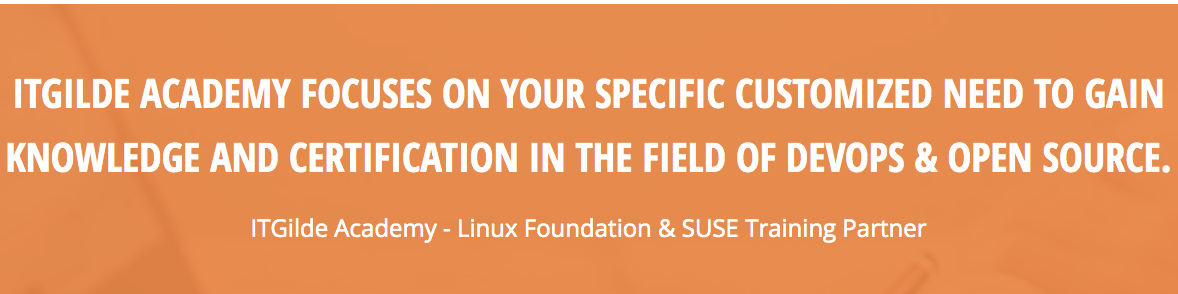 ITGILDE ACADEMY FOCUSES ON YOUR SPECIFIC CUSTOMIZED NEED TO GAIN
KNOWLEDGE AND CERTIFICATION IN THE FIELD OF DEVOPS & OPEN SOURCE.
ITGilde Academy - Linux Foundation & SUSE Training Partner